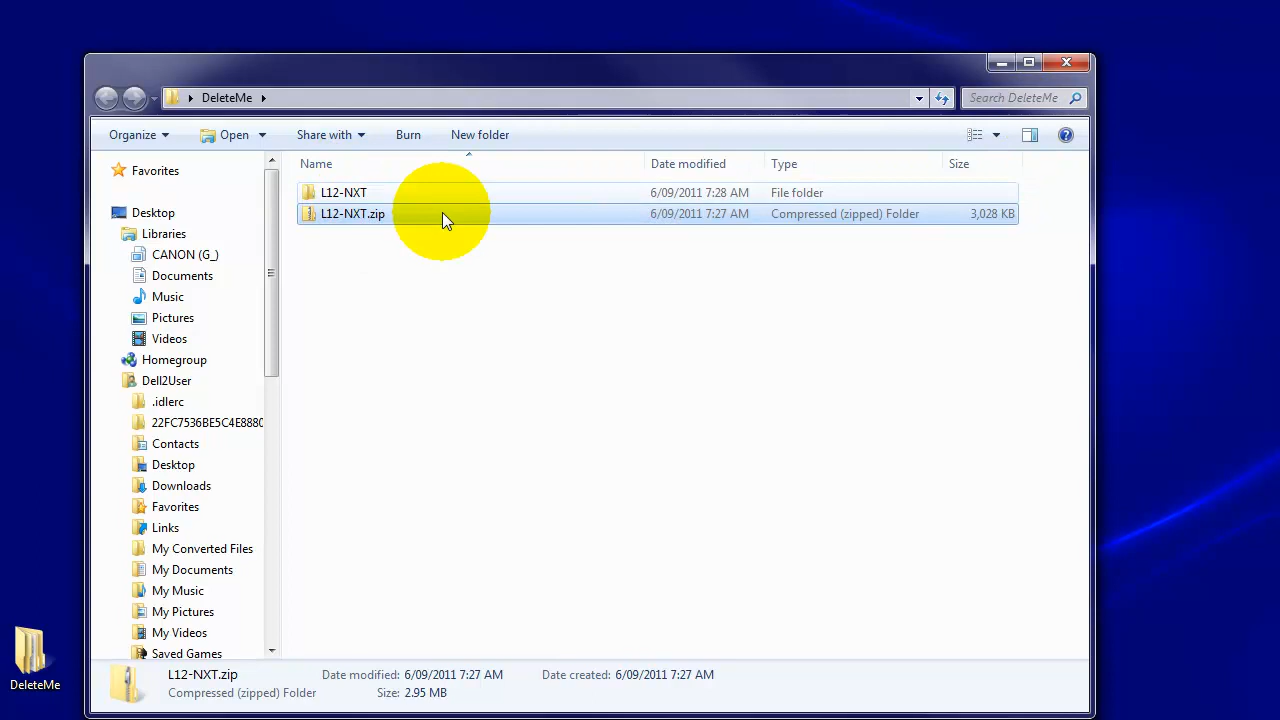 DeleteMe
Search DeleteMe
Organize Open Share with Burn New folder
Name Date modified Type Size
L12-NXT 6/09/2011 7:28 AM File folder
L12-NXT.zip 6/09/2011 7:27 AM Compressed (zipped) Folder 3,028 KB
Favorites
Desktop
Libraries
CANON (G_)
Documents
Music
Pictures
Videos
Homegroup
Dell2User
.idlerc
22FC7536BE5C4E8880
Contacts
Desktop
Downloads
Favorites
Links
My Converted Files
My Documents
My Music
My Pictures
My Videos
Saved Games
L12-NXT.zip Date modified: 6/09/2011 7:27 AM Date created: 6/09/2011 7:27 AM
Compressed (zipped) Folder Size: 2.95 MB
DeleteMe